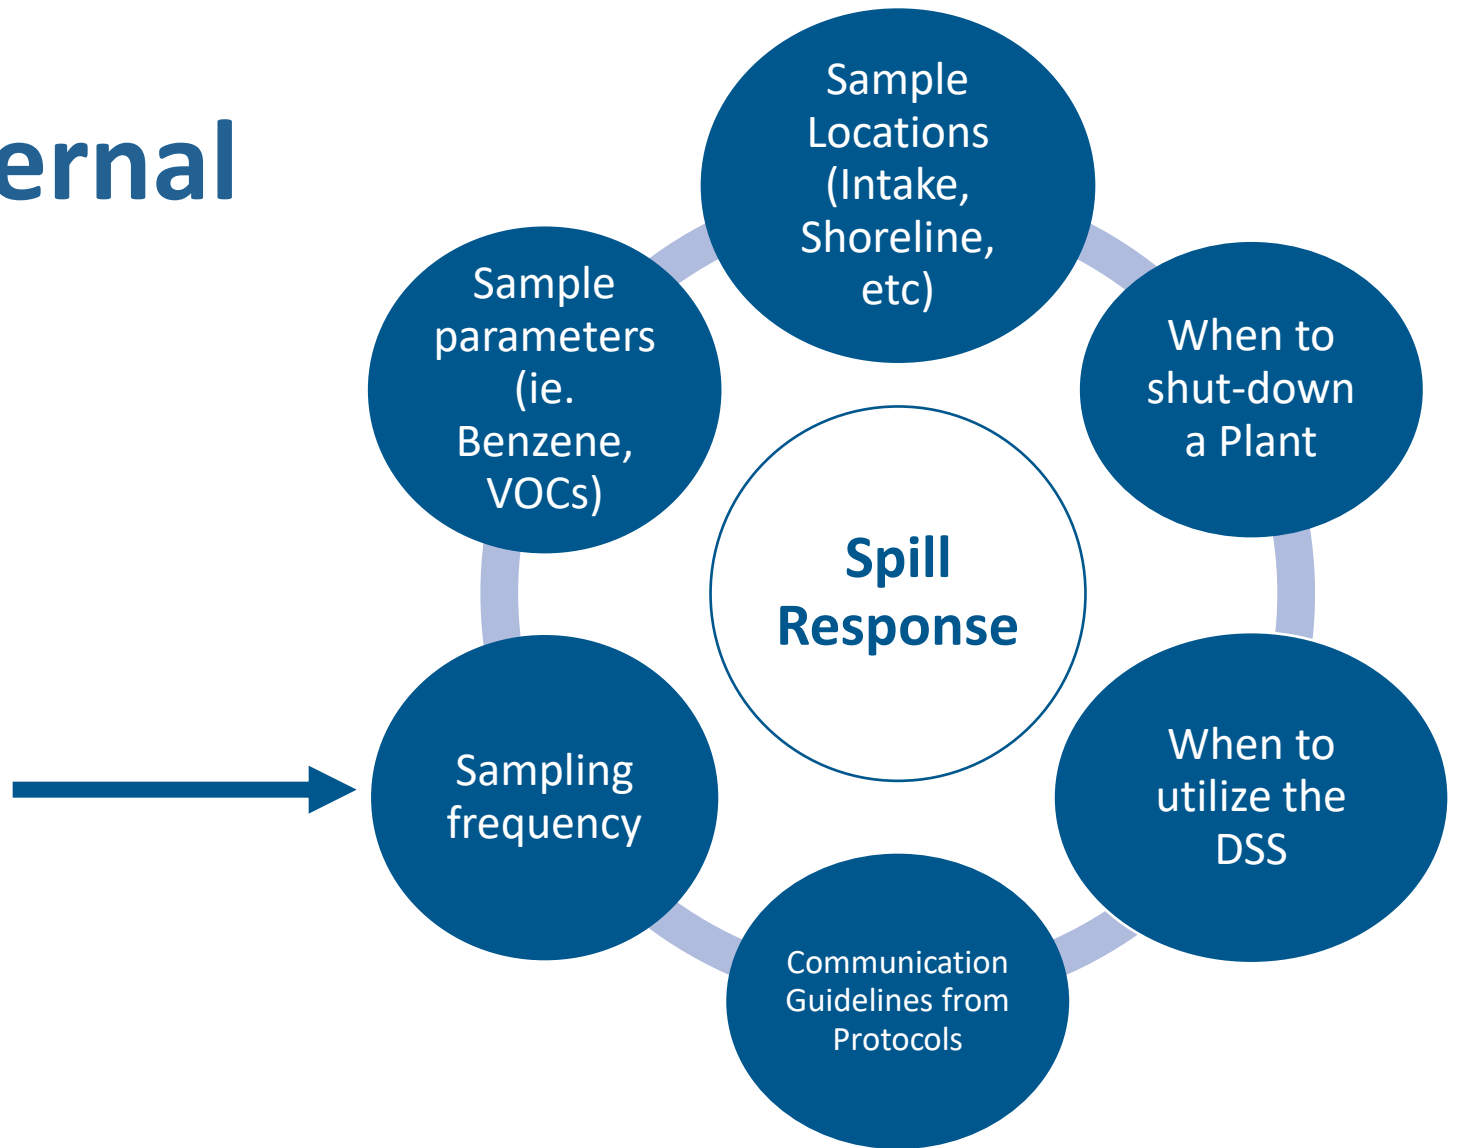 ernal
Sample
Locations
(Intake,
Shoreline,
etc)
When to
shut-down
a Plant
When to
utilize the
DSS
Communication
Guidelines from
Protocols
Sampling
frequency
Sample
parameters
(ie.
Benzene,
VOCs)
Spill
Response